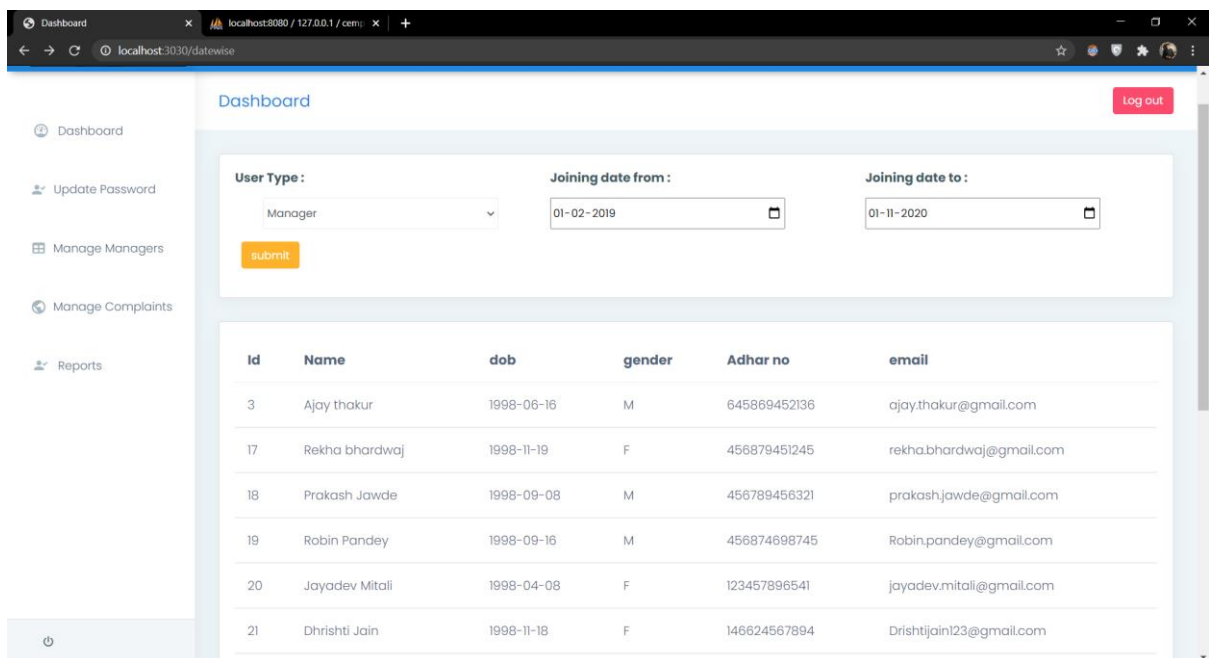 Dashboard
localhost:8080 / 127.0.0.1 / cemp
localhost:3030/datewise
Dashboard
Log out
Dashboard
Update Password
Manage Managers
Manage Complaints
Reports
User Type :
Joining date from :
Joining date to :
Manager
01-02-2019
01-11-2020
submit
Id Name dob gender Adhar no email
3 Ajay thakur 1998-06-16 M 645869452136 ajay.thakur@gmail.com
17 Rekha bhardwaj 1998-11-19 F 456879451245 rekha.bhardwaj@gmail.com
18 Prakash Jawde 1998-09-08 M 456789456321 prakash.jawde@gmail.com
19 Robin Pandey 1998-09-16 M 456874698745 Robin.pandey@gmail.com
20 Jayadev Mitali 1998-04-08 F 123457896541 jayadev.mitali@gmail.com
21 Dhrishti Jain 1998-11-18 F 146624567894 Drishtijain123@gmail.com